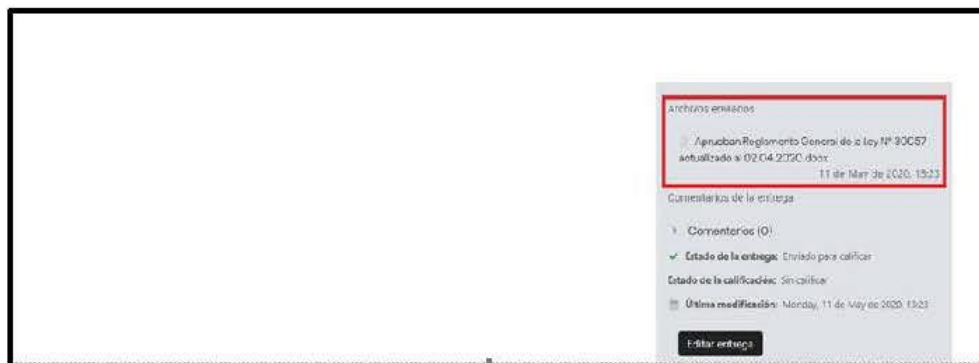 Archivos enviados
Aprueban Reglamento General de la Ley N° 30057
actualizado al 02.04.2020.docx
11 de May de 2020, 13:23
Comentarios de la entrega
Comentarios (0)
Estado de la entrega: Enviado para calificar
Estado de la calificación: Sin calificar
Última modificación: Monday, 11 de May de 2020, 13:23
Editar entrega